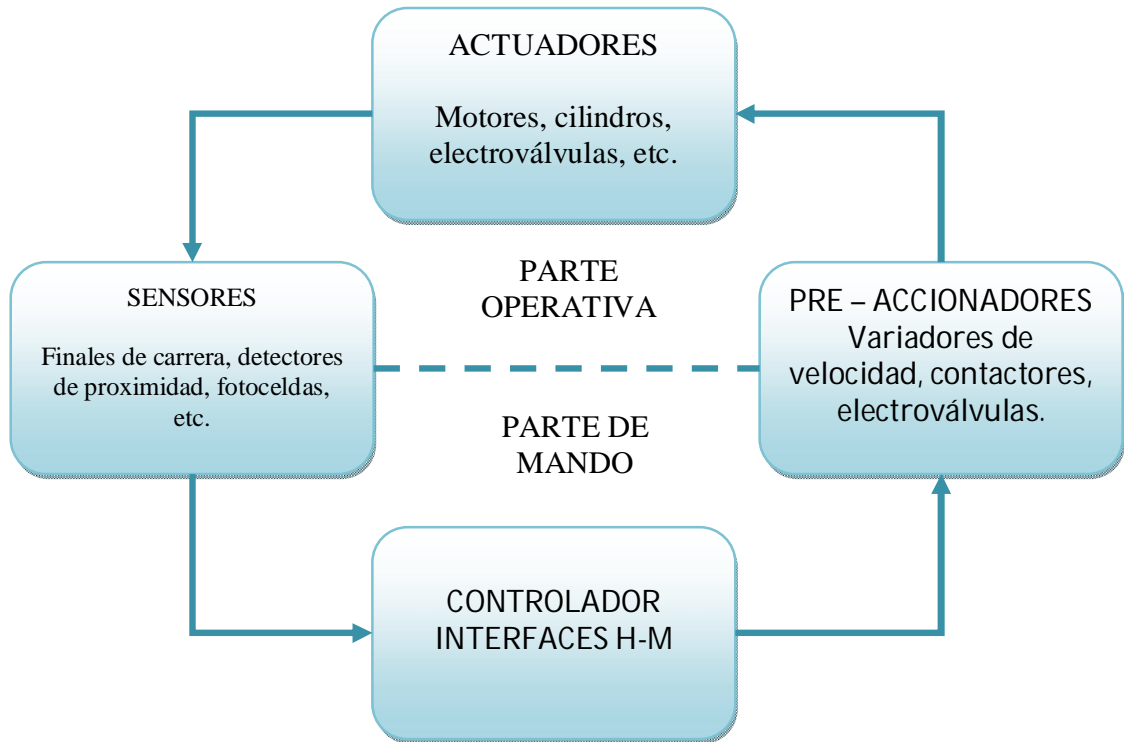 ACTUADORES
Motores, cilindros,
electroválvulas, etc.
SENSORES
Finales de carrera, detectores
de proximidad, fotoceldas,
etc.
PARTE
OPERATIVA
PRE – ACCIONADORES
Variadores de
velocidad, contactores,
electroválvulas.
PARTE DE
MANDO
CONTROLADOR
INTERFACES H-M